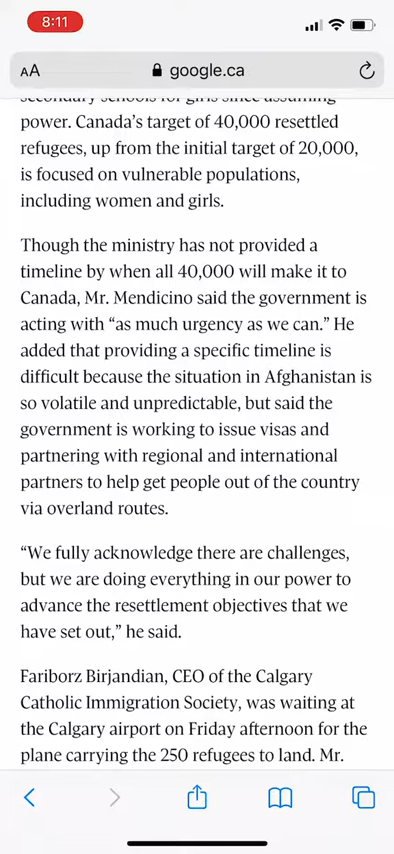 8:11
AA
google.ca
secondary schools for girls since assuming
power. Canada's target of 40,000 resettled
refugees, up from the initial target of 20,000,
is focused on vulnerable populations,
including women and girls.
Though the ministry has not provided a
timeline by when all 40,000 will make it to
Canada, Mr. Mendicino said the government is
acting with “as much urgency as we can.” He
added that providing a specific timeline is
difficult because the situation in Afghanistan is
so volatile and unpredictable, but said the
government is working to issue visas and
partnering with regional and international
partners to help get people out of the country
via overland routes.
“We fully acknowledge there are challenges,
but we are doing everything in our power to
advance the resettlement objectives that we
have set out,” he said.
Fariborz Birjandian, CEO of the Calgary
Catholic Immigration Society, was waiting at
the Calgary airport on Friday afternoon for the
plane carrying the 250 refugees to land. Mr.